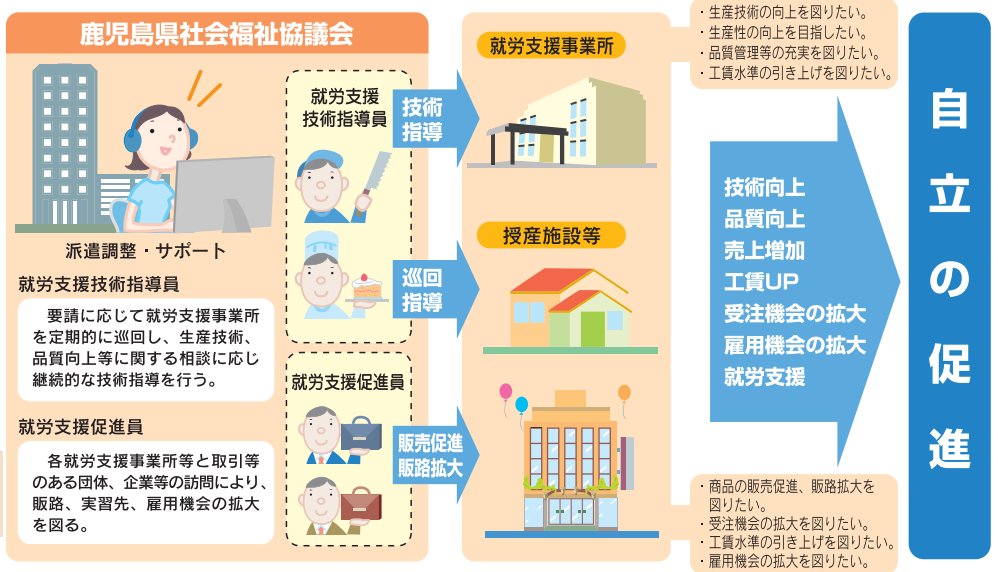 鹿児島県社会福祉協議会
派遣調整・サポート
就労支援技術指導員
要請に応じて就労支援事業所
を定期的に巡回し、生産技術、
品質向上等に関する相談に応じ
継続的な技術指導を行う。
就労支援促進員
各就労支援事業所等と取引等
のある団体、企業等の訪問により、
販路、実習先、雇用機会の拡大
を図る。
就労支援
技術指導員
就労支援促進員
技術
指導
巡回
指導
販売促進
販路拡大
就労支援事業所
授産施設等
・生産技術の向上を図りたい。
・生産性の向上を目指したい。
・品質管理等の充実を図りたい。
・工賃水準の引き上げを図りたい。
技術向上
品質向上
売上増加
工賃UP
受注機会の拡大
雇用機会の拡大
就労支援
・商品の販売促進、販路拡大を
図りたい。
・受注機会の拡大を図りたい。
・工賃水準の引き上げを図りたい。
・雇用機会の拡大を図りたい。
自立の促進